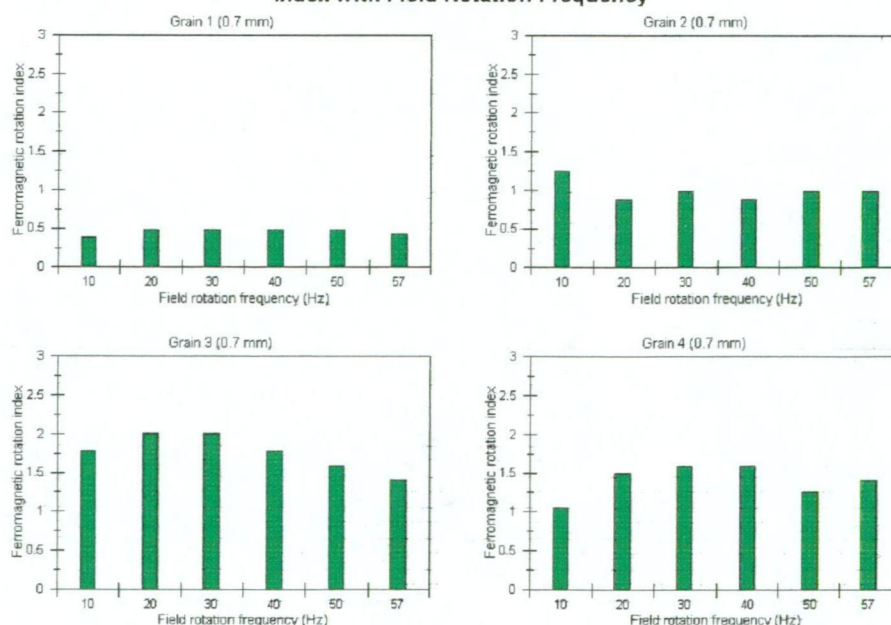 Index with Field Rotation Frequency
Grain 1 (0.7 mm)
Ferromagnetic rotation index
3
2.5
2
1.5
1
0.5
0
10 20 30 40 50 57
Field rotation frequency (Hz)
Grain 2 (0.7 mm)
Ferromagnetic rotation index
3
2.5
2
1.5
1
0.5
0
10 20 30 40 50 57
Field rotation frequency (Hz)
Grain 3 (0.7 mm)
Ferromagnetic rotation index
3
2.5
2
1.5
1
0.5
0
10 20 30 40 50 57
Field rotation frequency (Hz)
Grain 4 (0.7 mm)
Ferromagnetic rotation index
3
2.5
2
1.5
1
0.5
0
10 20 30 40 50 57
Field rotation frequency (Hz)